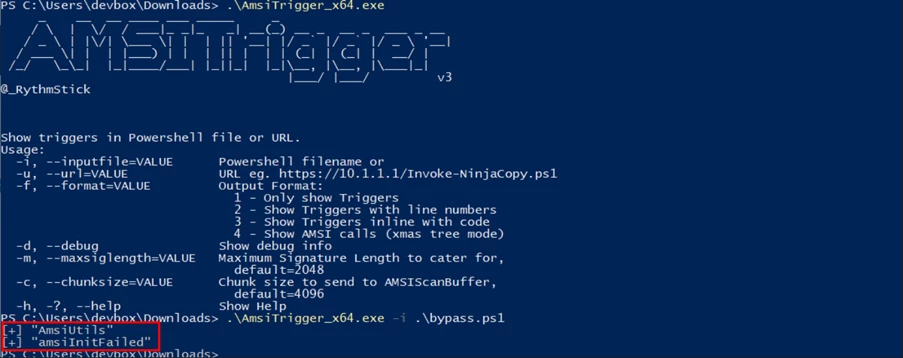 PS C:\Users\devbox\Downloads> .\AmsiTrigger_x64.exe
AMSITrigger
v3
@_RythmStick
Show triggers in Powershell file or URL.
Usage:
-i, --inputfile=VALUE Powershell filename or
-u, --url=VALUE URL eg. https://10.1.1.1/Invoke-NinjaCopy.ps1
-f, --format=VALUE Output Format:
1 - Only show Triggers
2 - Show Triggers with line numbers
3 - Show Triggers inline with code
4 - Show AMSI calls (xmas tree mode)
-d, --debug Show debug info
-m, --maxsiglength=VALUE Maximum Signature Length to cater for,
default=2048
-c, --chunksize=VALUE Chunk size to send to AMSIScanBuffer,
default=4096
-h, -?, --help Show Help
PS C:\Users\devbox\Downloads> .\AmsiTrigger_x64.exe -i .\bypass.ps1
[+] "AmsiUtils"
[+] "amsiInitFailed"
PS C:\Users\devbox\Downloads>